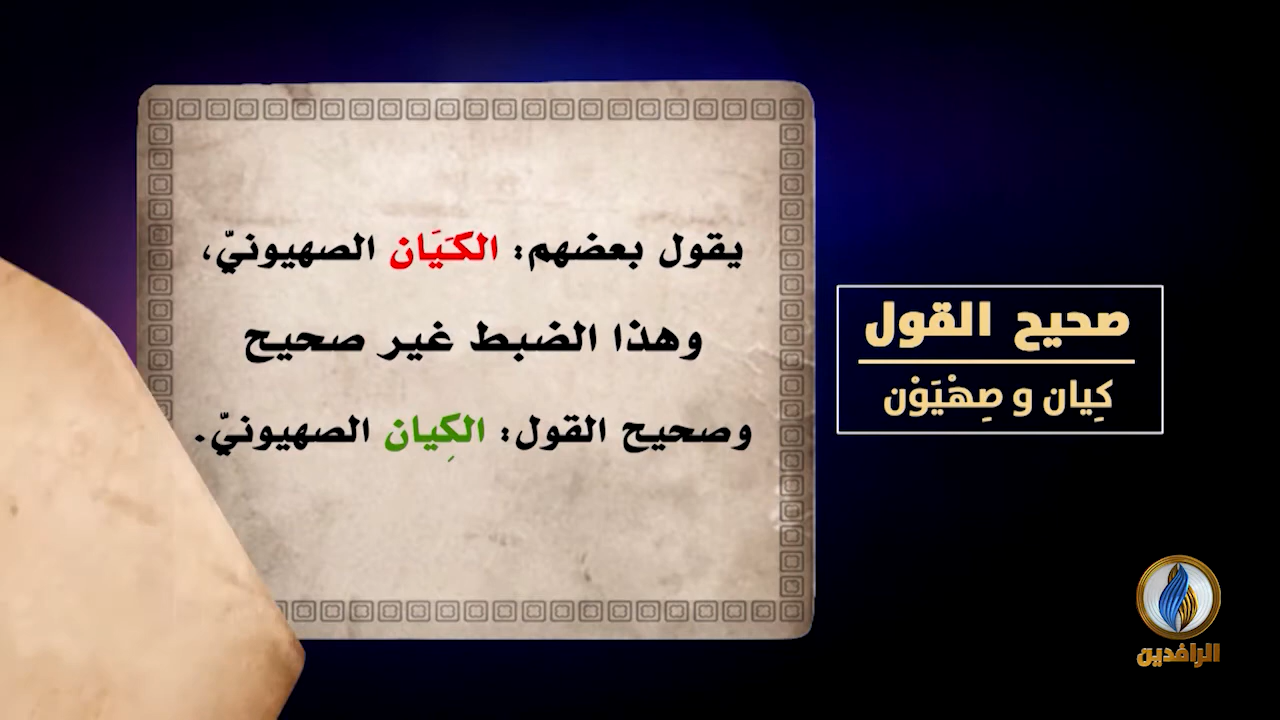 يقول بعضهم: الكَيَان الصهيونيّ،
وهذا الضبط غير صحيح
وصحيح القول: الكِيان الصهيونيّ.
صحيح القول
كِيان و صِهْيَوْن
الرافدين